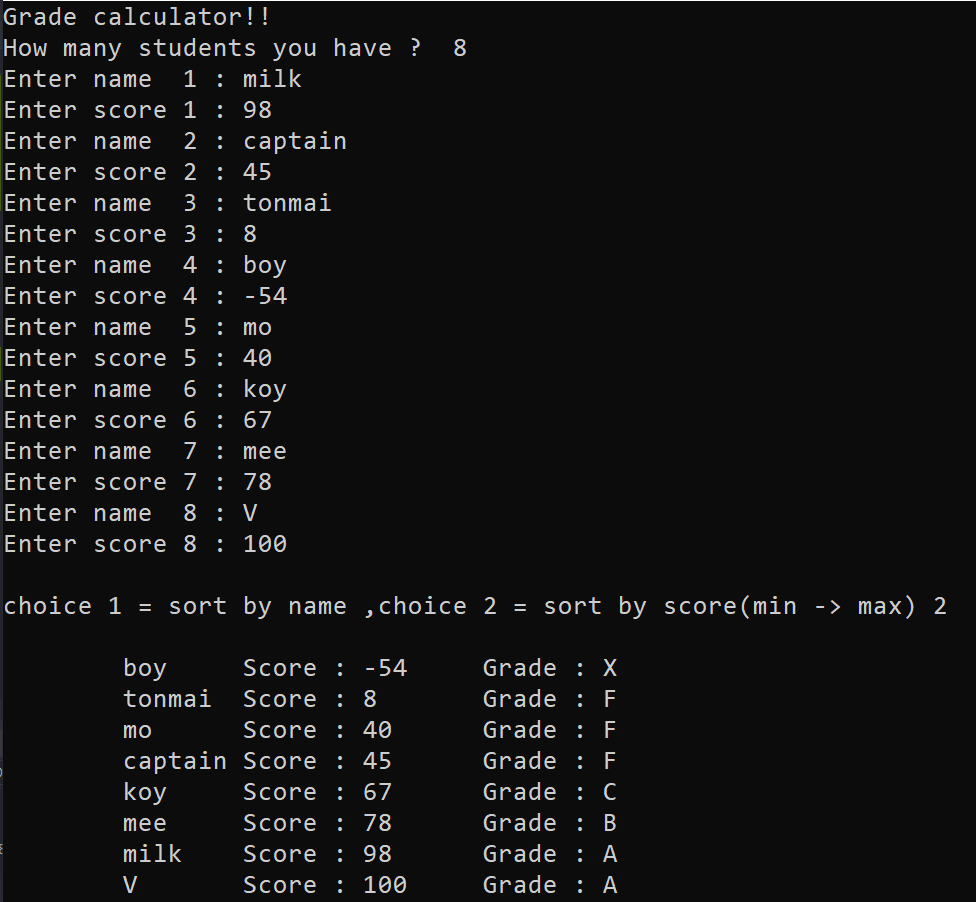 Grade calculator!!
How many students you have ?  8
Enter name  1 : milk
Enter score 1 : 98
Enter name  2 : captain
Enter score 2 : 45
Enter name  3 : tonmai
Enter score 3 : 8
Enter name  4 : boy
Enter score 4 : -54
Enter name  5 : mo
Enter score 5 : 40
Enter name  6 : koy
Enter score 6 : 67
Enter name  7 : mee
Enter score 7 : 78
Enter name  8 : V
Enter score 8 : 100
choice 1 = sort by name ,choice 2 = sort by score(min -> max) 2
        boy     Score : -54     Grade : X
        tonmai  Score : 8       Grade : F
        mo      Score : 40      Grade : F
        captain Score : 45      Grade : F
        koy     Score : 67      Grade : C
        mee     Score : 78      Grade : B
        milk    Score : 98      Grade : A
        V       Score : 100     Grade : A